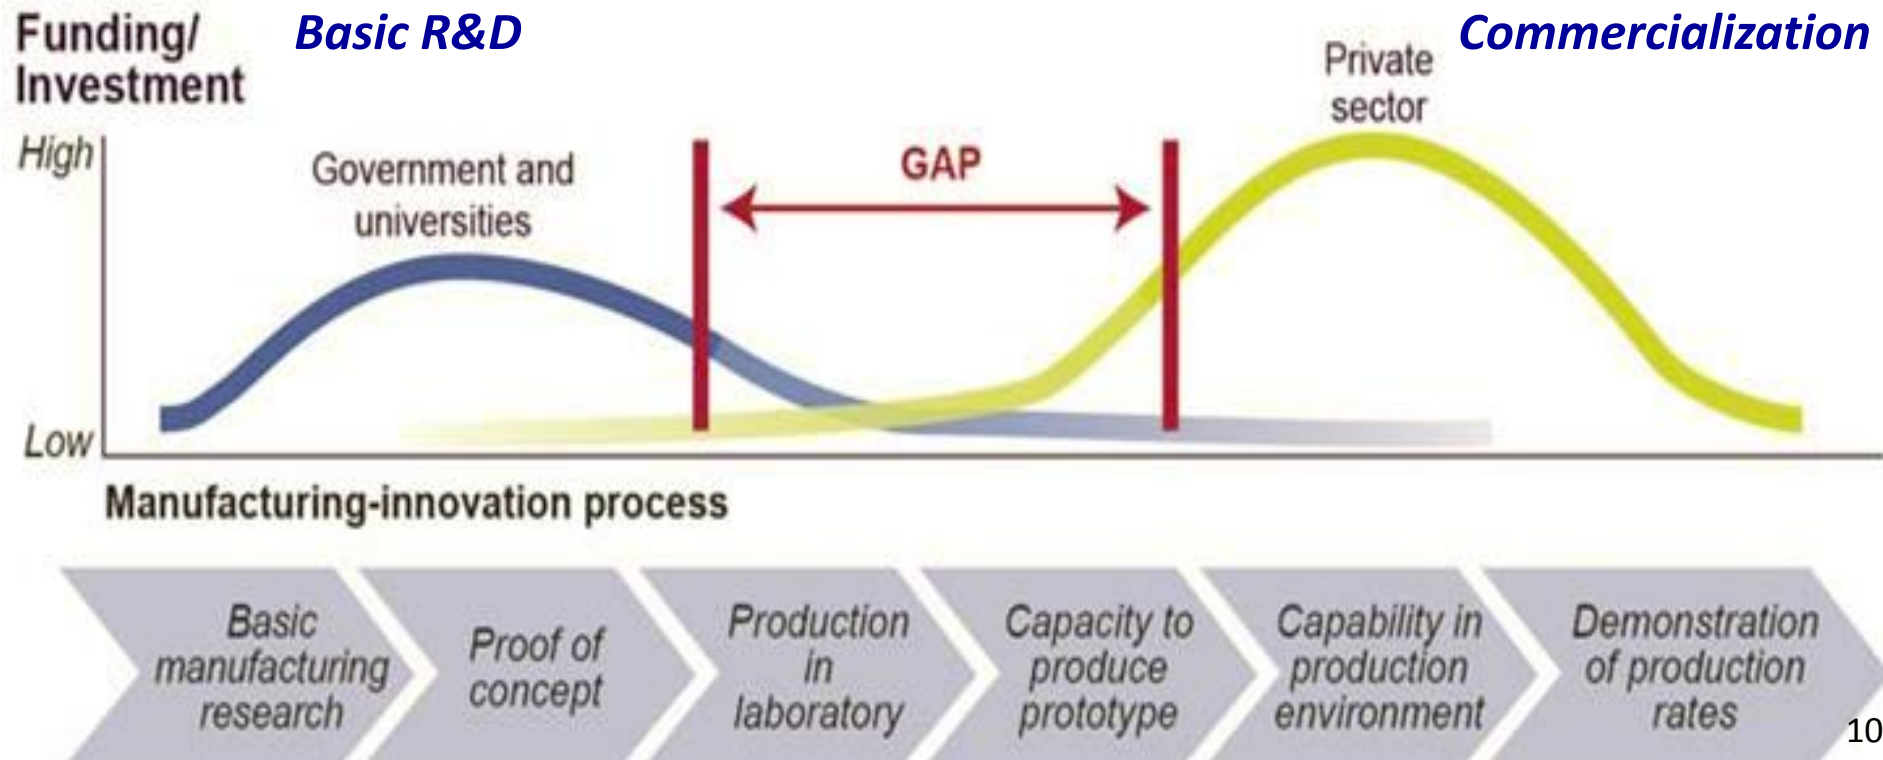 Funding/
Investment
Basic R&D
Commercialization
Private
sector
High
Government and
universities
GAP
Low
Manufacturing-innovation process
Basic
manufacturing
research
Proof of
concept
Production
in
laboratory
Capacity to
produce
prototype
Capability in
production
environment
Demonstration
of production
rates
10